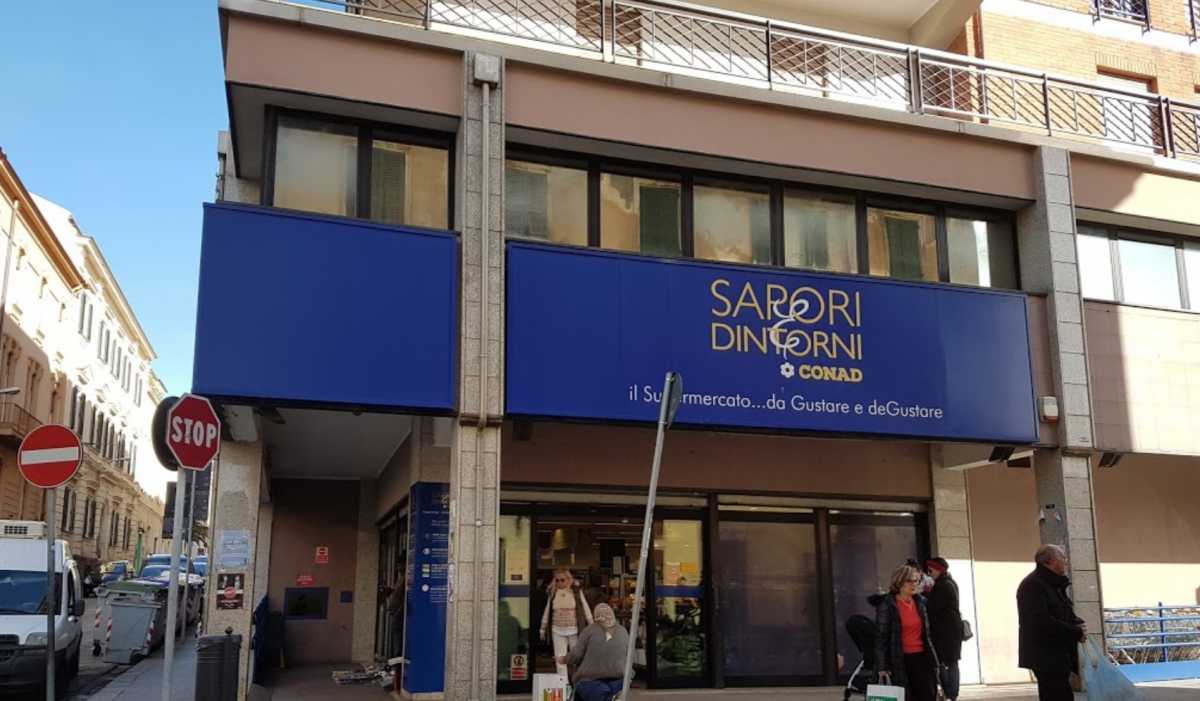 SAPORI
E
DINTORNI
CONAD
il Supermercato...da Gustare e deGustare
STOP